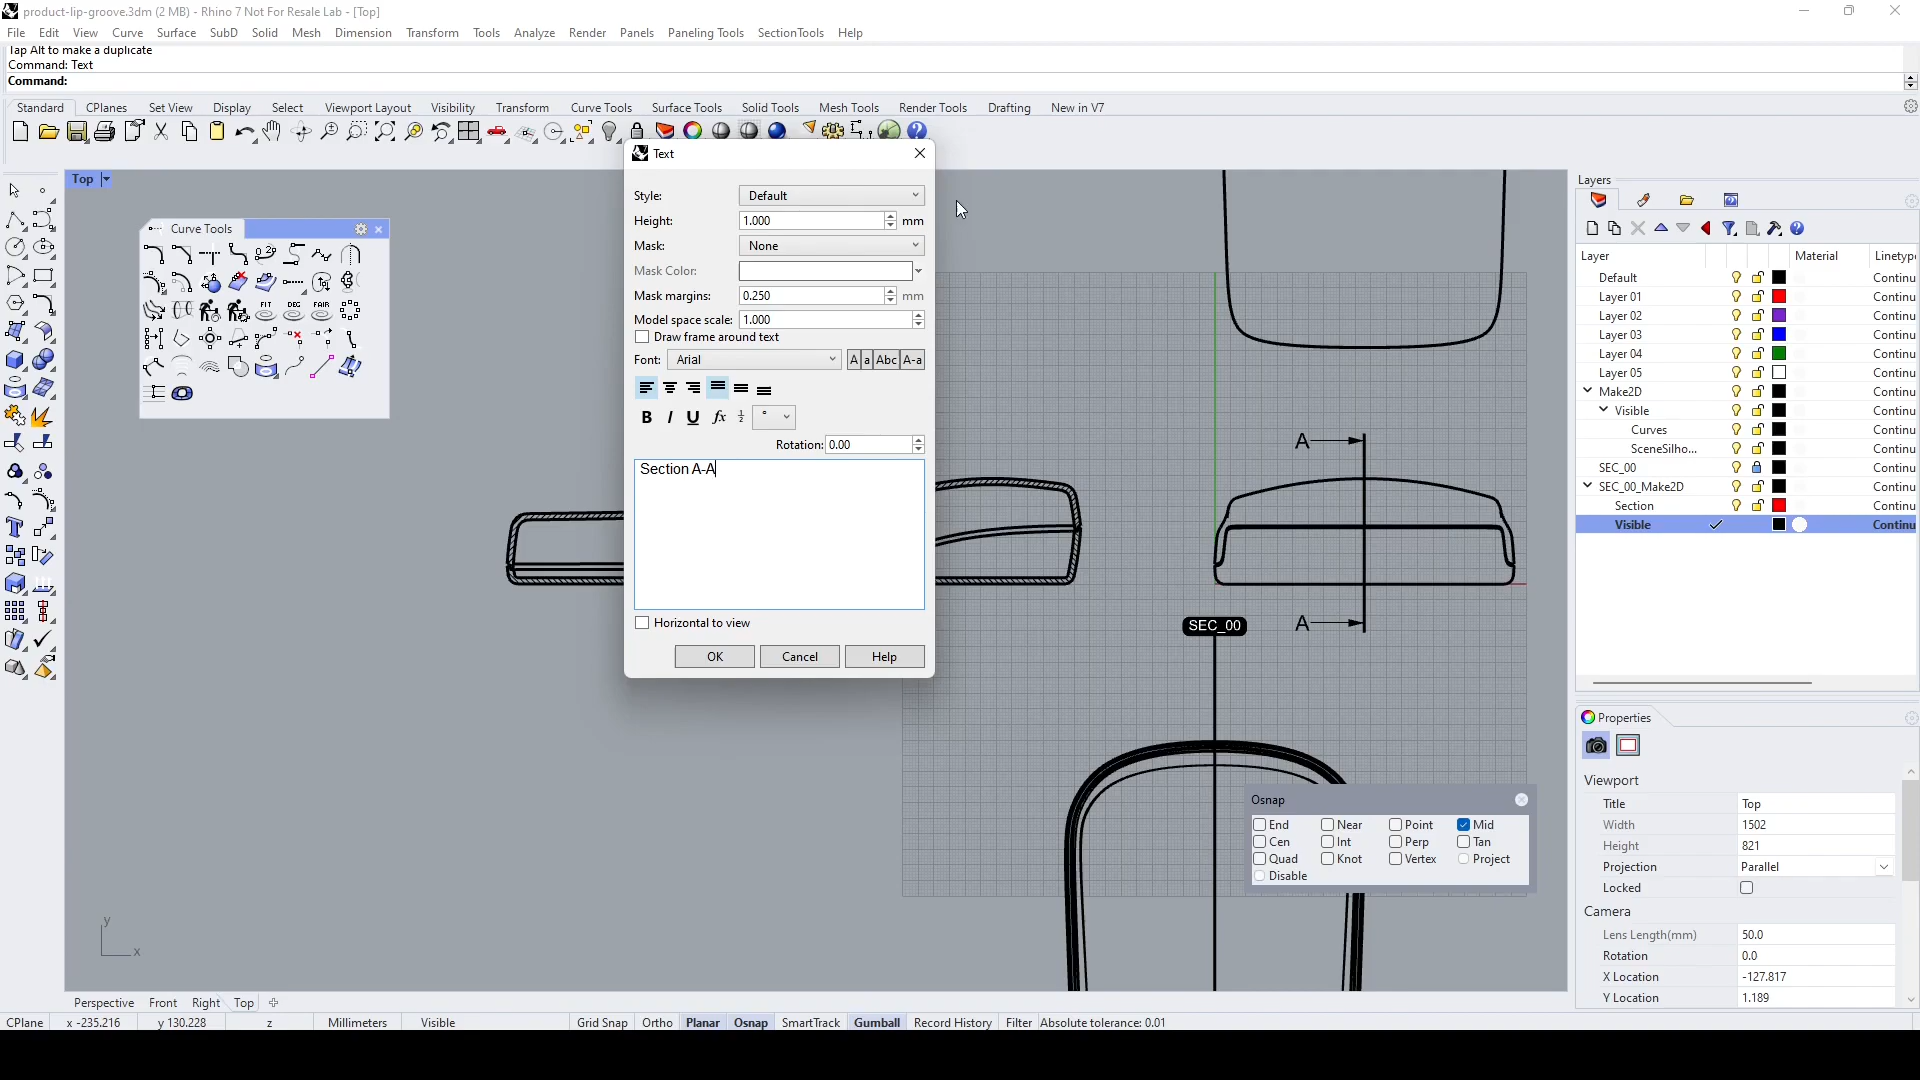 product-lip-groove.3dm (2 MB) - Rhino 7 Not For Resale Lab - [Top]
File Edit View Curve Surface SubD Solid Mesh Dimension Transform Tools Analyze Render Panels Paneling Tools SectionTools Help
Tap Alt to make a duplicate
Command: Text
Command:
Standard CPlanes Set View Display Select Viewport Layout Visibility Transform Curve Tools Surface Tools Solid Tools Mesh Tools Render Tools Drafting New in V7
Text
Top
Curve Tools
FIT DEG FAIR
Style: Default
Height: 1.000 mm
Mask: None
Mask Color:
Mask margins: 0.250 mm
Model space scale: 1.000
Draw frame around text
Font: Arial A a Abc A-a
B I U fx ½ °
Rotation: 0.00
Section A-A
Horizontal to view
OK Cancel Help
A
A
SEC_00
Osnap
End Near Point Mid
Cen Int Perp Tan
Quad Knot Vertex Project
Disable
y
x
Layers
Layer Material Linetype
Default Continu
Layer 01 Continu
Layer 02 Continu
Layer 03 Continu
Layer 04 Continu
Layer 05 Continu
Make2D Continu
Visible Continu
Curves Continu
SceneSilho... Continu
SEC_00 Continu
SEC_00_Make2D Continu
Section Continu
Visible Continu
Properties
Viewport
Title Top
Width 1502
Height 821
Projection Parallel
Locked
Camera
Lens Length(mm) 50.0
Rotation 0.0
X Location -127.817
Y Location 1.189
Perspective Front Right Top
CPlane x -235.216 y 130.228 z Millimeters Visible Grid Snap Ortho Planar Osnap SmartTrack Gumball Record History Filter Absolute tolerance: 0.01